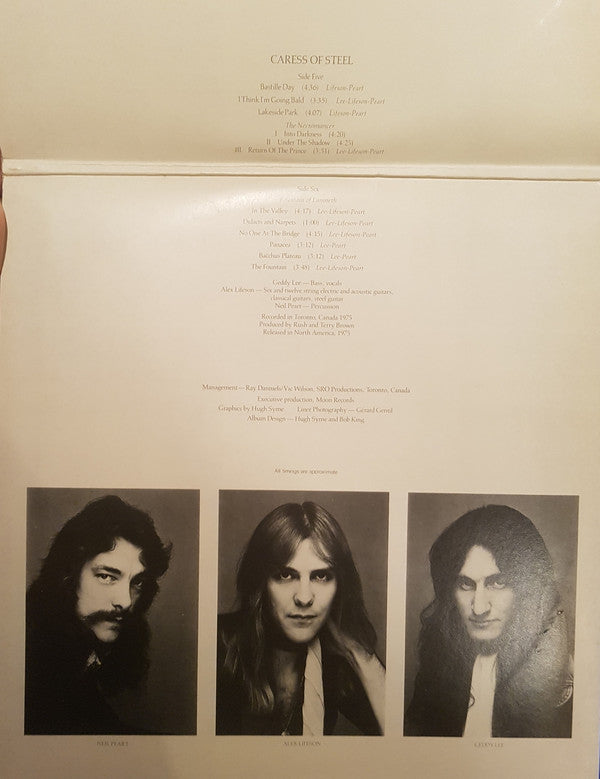 CARESS OF STEEL
Side Five
Bastille Day (4:36) Lifeson-Peart
I Think I'm Going Bald (3:35) Lee-Lifeson-Peart
Lakeside Park (4:07) Lifeson-Peart
The Necromancer
I Into Darkness (4:20)
II Under The Shadow (4:25)
III. Return Of The Prince (3:51) Lee-Lifeson-Peart
Side Six
Fountain of Lamneth
In The Valley (4:17) Lee-Lifeson-Peart
Didacts and Narpets (1:00) Lee-Lifeson-Peart
No One At The Bridge (4:15) Lee-Lifeson-Peart
Panacea (3:12) Lee-Peart
Bacchus Plateau (3:12) Lee-Peart
The Fountain (3:48) Lee-Lifeson-Peart
Geddy Lee — Bass, vocals
Alex Lifeson — Six and twelve string electric and acoustic guitars,
classical guitars, steel guitar
Neil Peart — Percussion
Recorded in Toronto, Canada 1975
Produced by Rush and Terry Brown
Released in North America, 1975
Management — Ray Danniels/Vic Wilson, SRO Productions, Toronto, Canada
Executive production, Moon Records
Graphics by Hugh Syme Liner Photography — Gérard Gentil
Album Design — Hugh Syme and Bob King
All timings are approximate
NEIL PEART
ALEX LIFESON
GEDDY LEE